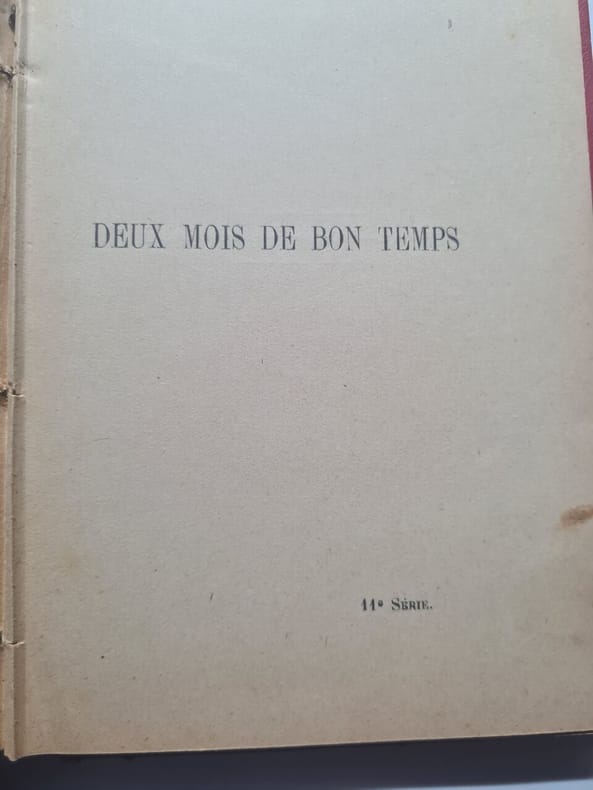 DEUX MOIS DE BON TEMPS
11e SÉRIE.